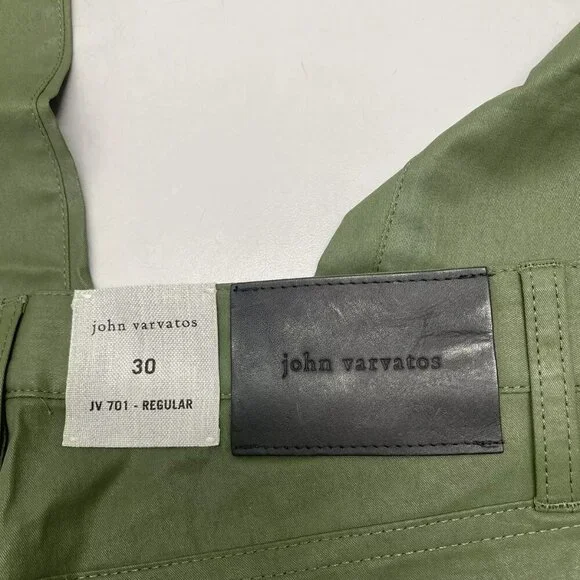 john varvatos
30
JV 701 - REGULAR
john varvatos